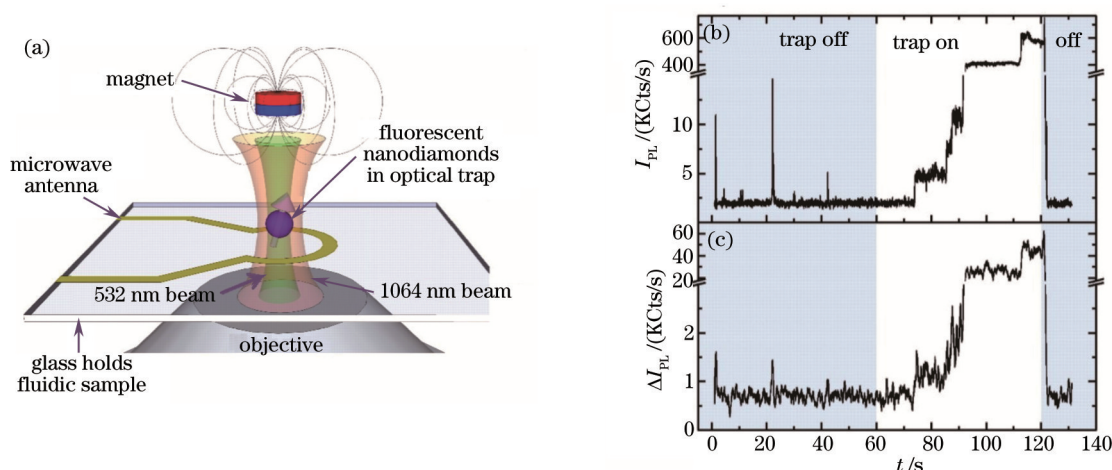 (a)
magnet
fluorescent
nanodiamonds
in optical trap
microwave
antenna
532 nm beam
1064 nm beam
objective
glass holds
fluidic sample
(b)
trap off
trap on
off
600
400
10
5
I_PL /(KCts/s)
(c)
60
40
20
2
1
0
ΔI_PL /(KCts/s)
0 20 40 60 80 100 120 140
t /s